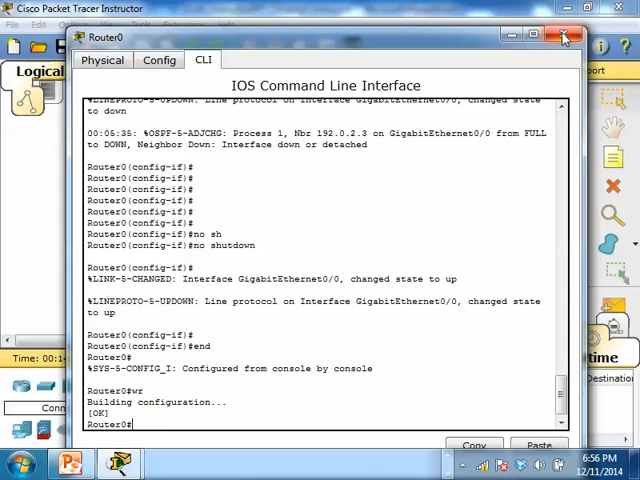 Cisco Packet Tracer Instructor
File
Router0
Logical
Physical
Config
CLI
port
IOS Command Line Interface
%LINEPROTO-5-UPDOWN: Line protocol on Interface GigabitEthernet0/0, changed state
to down
00:05:35: %OSPF-5-ADJCHG: Process 1, Nbr 192.0.2.3 on GigabitEthernet0/0 from FULL
to DOWN, Neighbor Down: Interface down or detached
Router0(config-if)#
Router0(config-if)#
Router0(config-if)#
Router0(config-if)#
Router0(config-if)#
Router0(config-if)#
Router0(config-if)#no sh
Router0(config-if)#no shutdown
Router0(config-if)#
%LINK-5-CHANGED: Interface GigabitEthernet0/0, changed state to up
%LINEPROTO-5-UPDOWN: Line protocol on Interface GigabitEthernet0/0, changed state
to up
Router0(config-if)#
Router0(config-if)#end
Router0#
%SYS-5-CONFIG_I: Configured from console by console
Router0#wr
Building configuration...
[OK]
Router0#
Time: 00:1
time
Destination
Conn
Copy
Paste
6:56 PM
12/11/2014